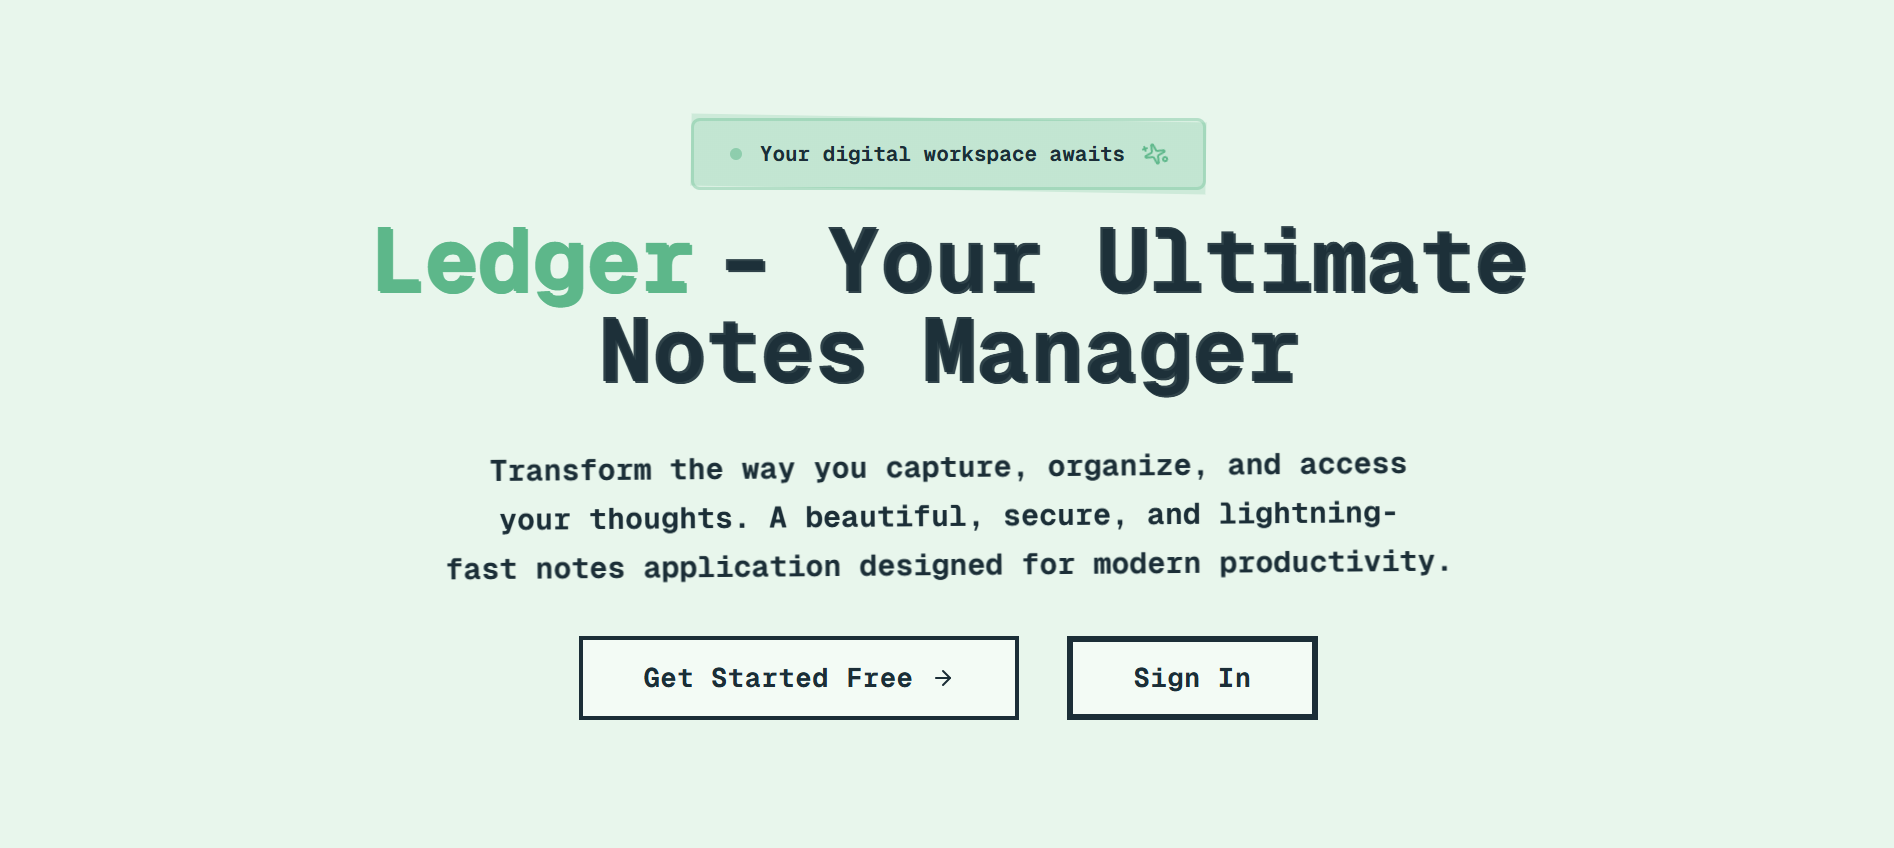 Your digital workspace awaits
Ledger – Your Ultimate
Notes Manager
Transform the way you capture, organize, and access
your thoughts. A beautiful, secure, and lightning-
fast notes application designed for modern productivity.
Get Started Free →
Sign In